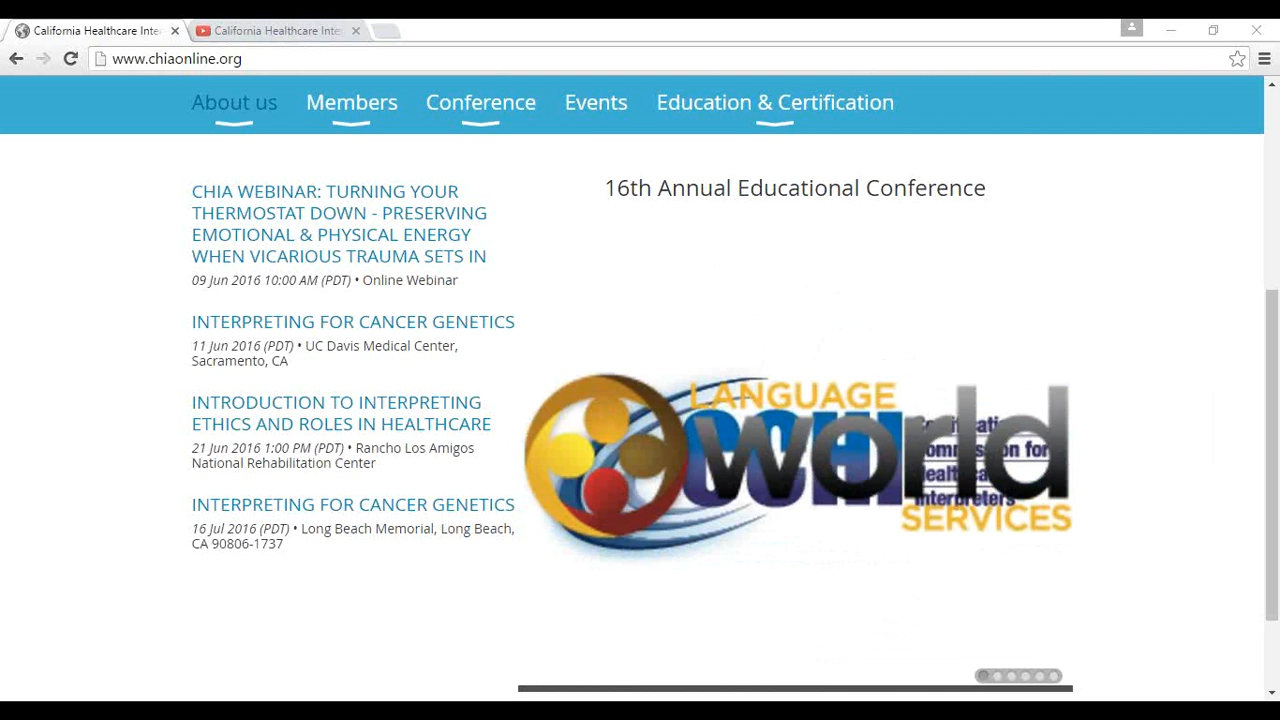 California Healthcare Inte
California Healthcare Inte
www.chiaonline.org
About us
Members
Conference
Events
Education & Certification
CHIA WEBINAR: TURNING YOUR
THERMOSTAT DOWN - PRESERVING
EMOTIONAL & PHYSICAL ENERGY
WHEN VICARIOUS TRAUMA SETS IN
09 Jun 2016 10:00 AM (PDT) • Online Webinar
INTERPRETING FOR CANCER GENETICS
11 Jun 2016 (PDT) • UC Davis Medical Center,
Sacramento, CA
INTRODUCTION TO INTERPRETING
ETHICS AND ROLES IN HEALTHCARE
21 Jun 2016 1:00 PM (PDT) • Rancho Los Amigos
National Rehabilitation Center
INTERPRETING FOR CANCER GENETICS
16 Jul 2016 (PDT) • Long Beach Memorial, Long Beach,
CA 90806-1737
16th Annual Educational Conference
LANGUAGE
world
SERVICES
for
Interpreters